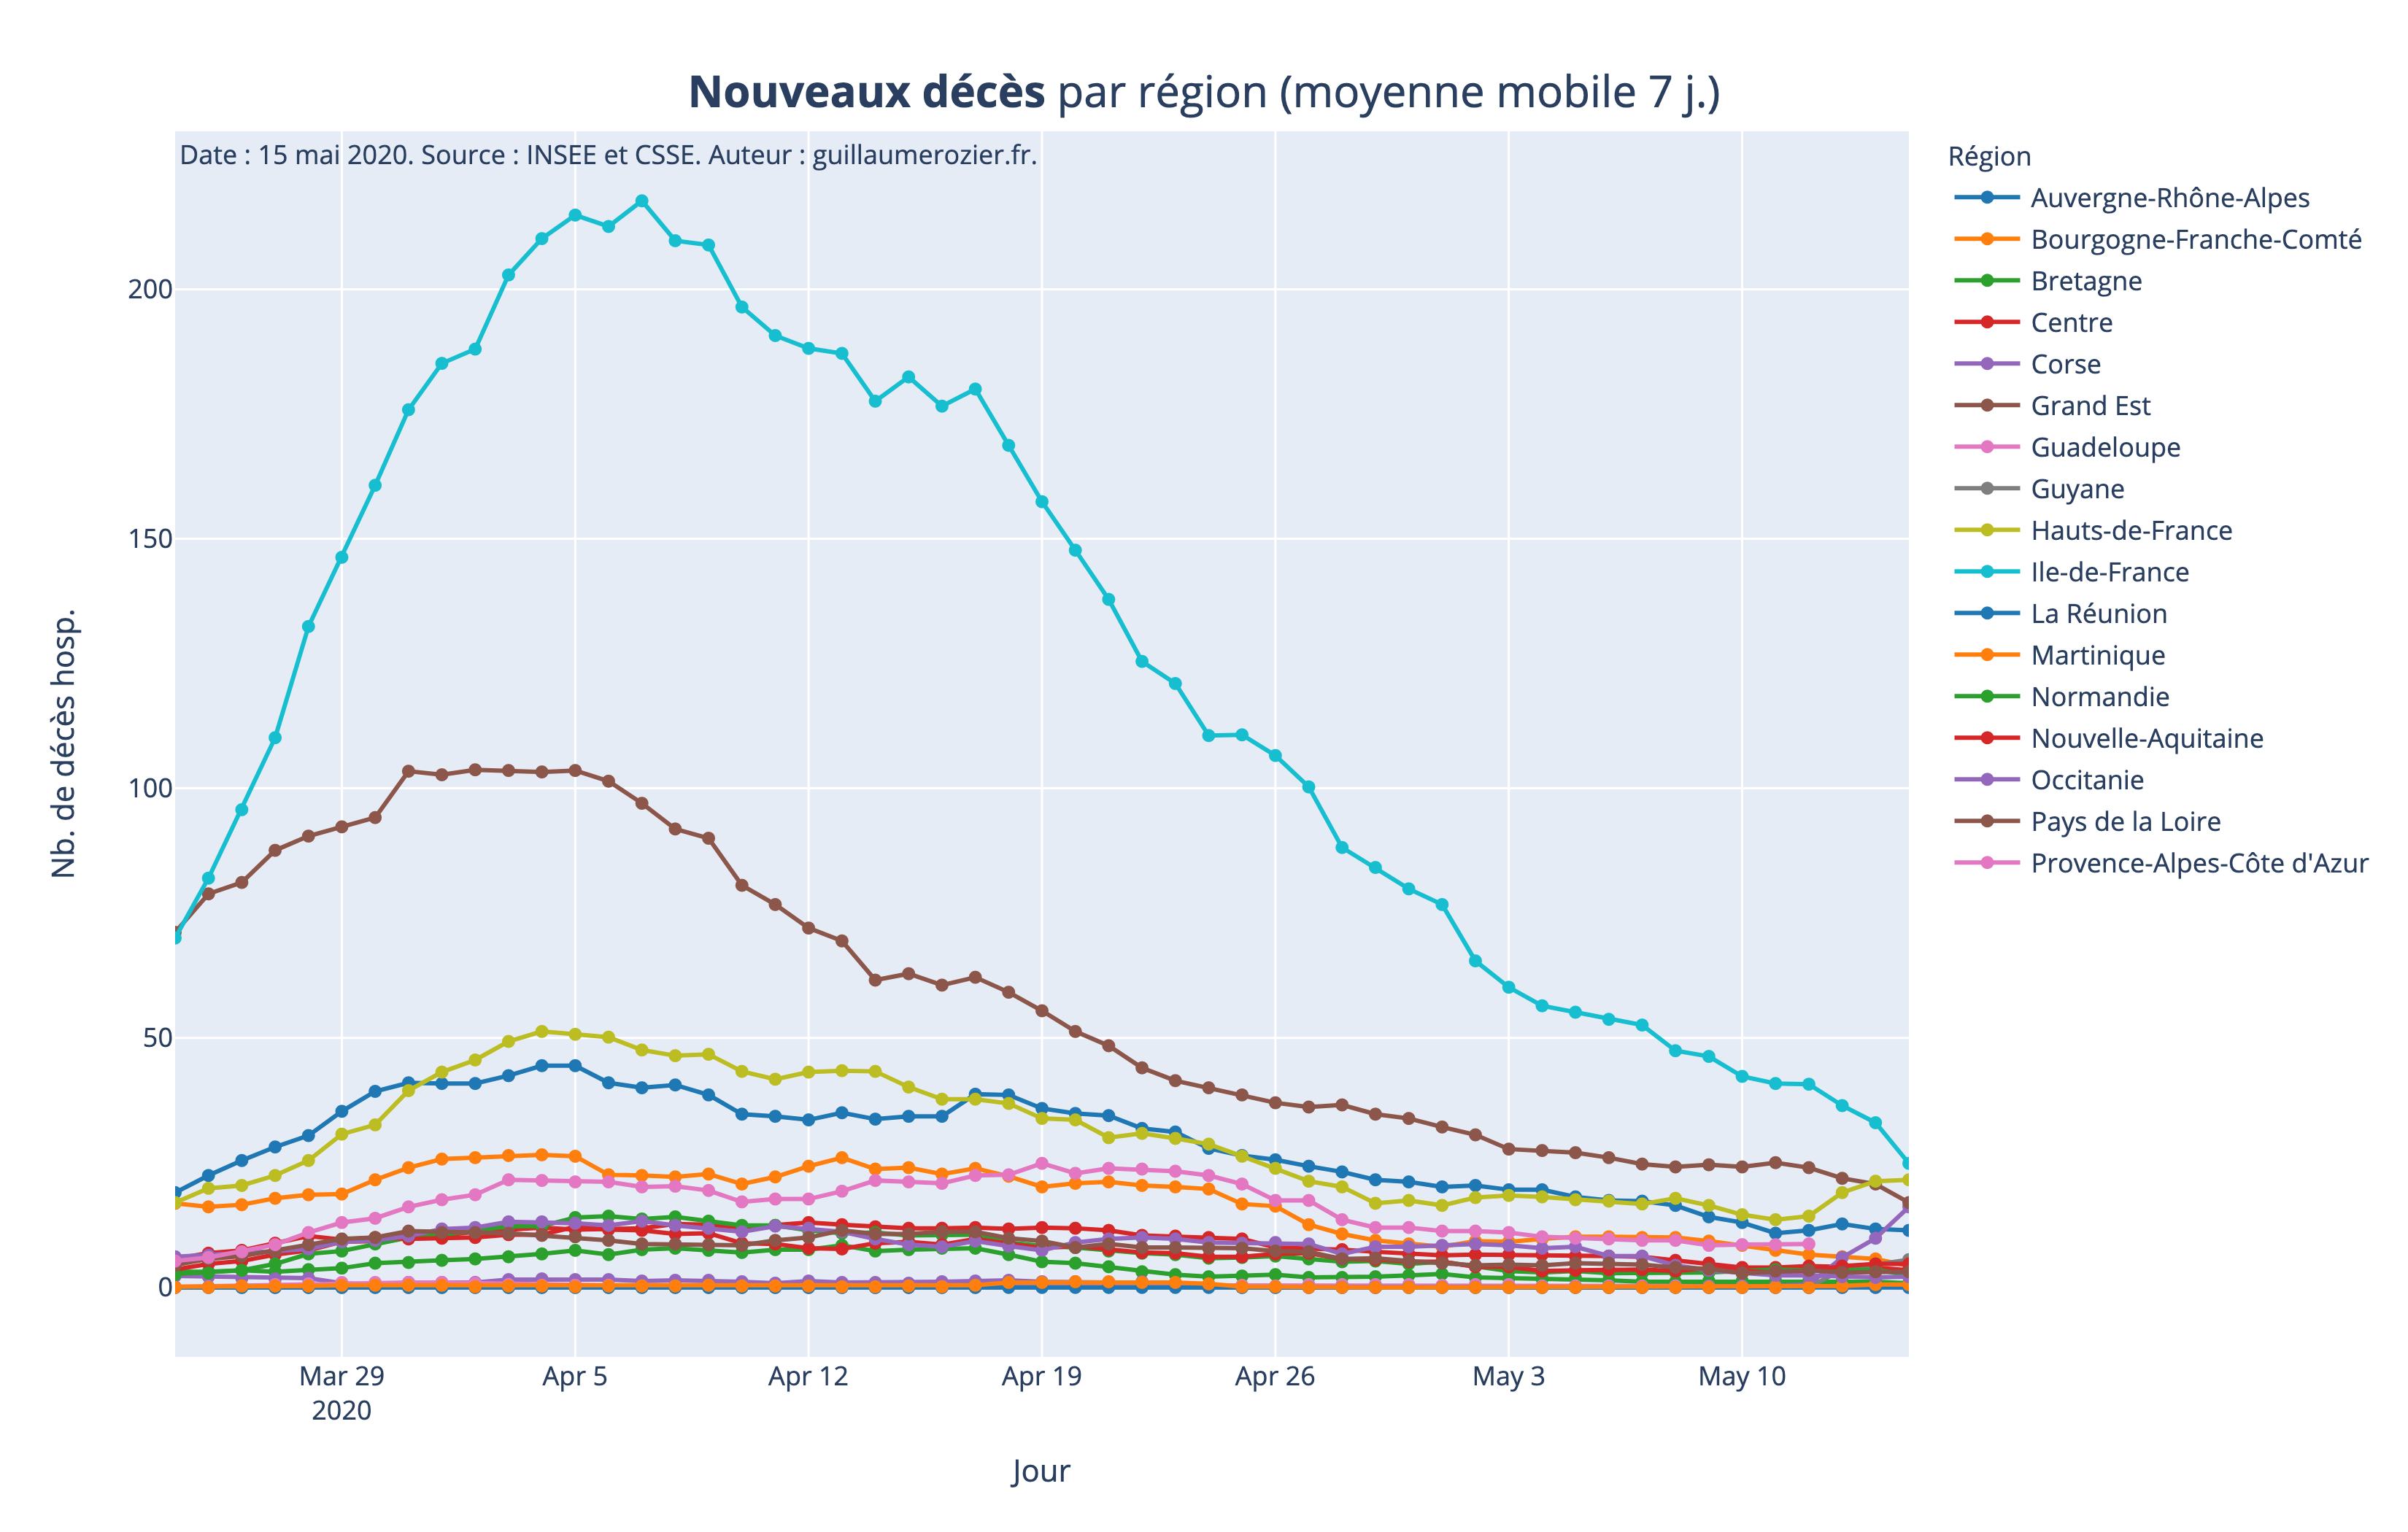 Nouveaux décès par région (moyenne mobile 7 j.)
Date : 15 mai 2020. Source : INSEE et CSSE. Auteur : guillaumerozier.fr.
Nb. de décès hosp.
200
150
100
50
0
Mar 29
2020
Apr 5
Apr 12
Apr 19
Apr 26
May 3
May 10
Jour
Région
Auvergne-Rhône-Alpes
Bourgogne-Franche-Comté
Bretagne
Centre
Corse
Grand Est
Guadeloupe
Guyane
Hauts-de-France
Ile-de-France
La Réunion
Martinique
Normandie
Nouvelle-Aquitaine
Occitanie
Pays de la Loire
Provence-Alpes-Côte d'Azur